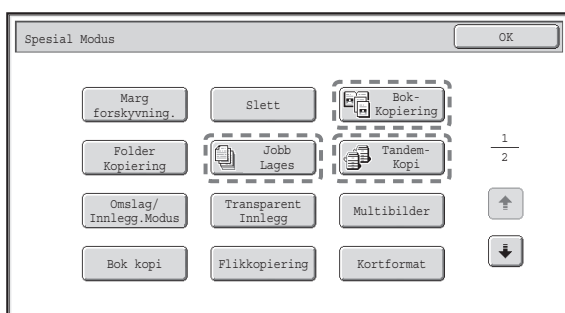 Spesial Modus
OK
Marg
forskyvning.
Slett
Bok-
Kopiering
Folder
Kopiering
Jobb
Lages
Tandem-
Kopi
1
2
Omslag/
Innlegg.Modus
Transparent
Innlegg
Multibilder
Bok kopi
Flikkopiering
Kortformat